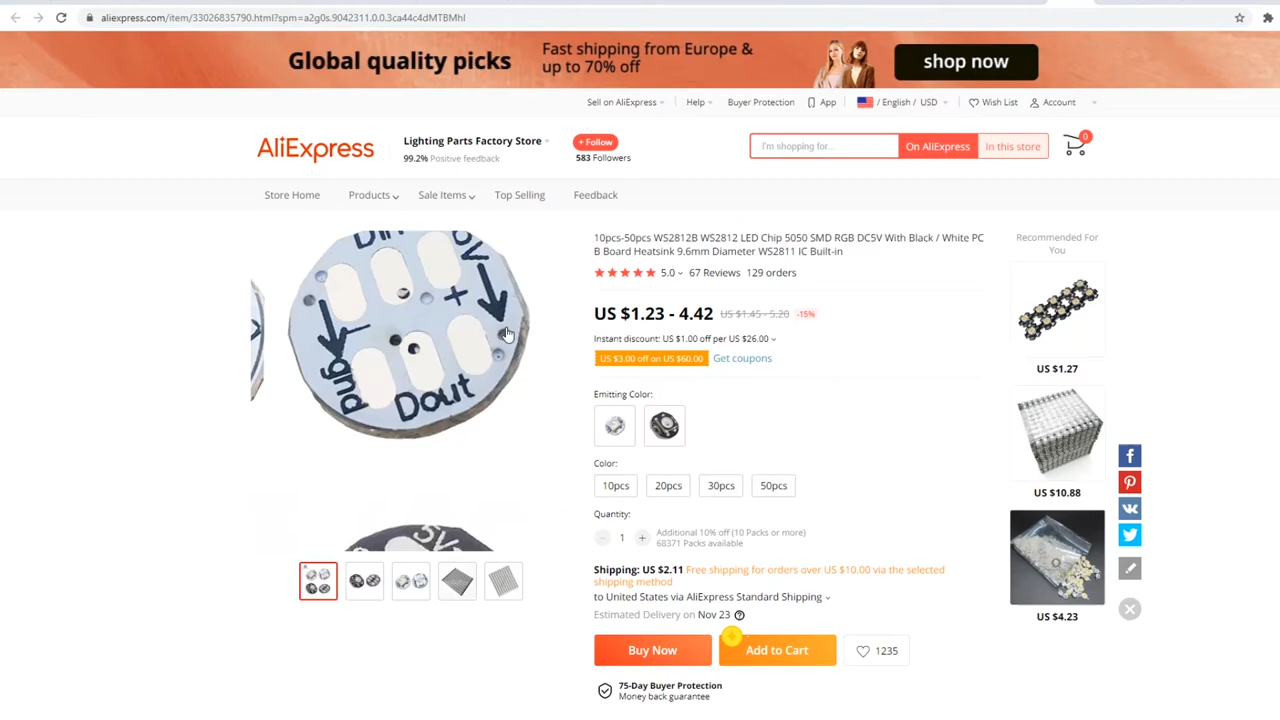 aliexpress.com/item/33026835790.html?spm=a2g0s.9042311.0.0.3ca44c4dMTBMhl
Global quality picks
Fast shipping from Europe &
up to 70% off
shop now
Sell on AliExpress
Help
Buyer Protection
App
/ English / USD
Wish List
Account
AliExpress
Lighting Parts Factory Store
99.2% Positive feedback
+ Follow
583 Followers
I'm shopping for...
On AliExpress
In this store
0
Store Home
Products
Sale Items
Top Selling
Feedback
Din
5V
+
Gnd
Dout
5V
10pcs-50pcs WS2812B WS2812 LED Chip 5050 SMD RGB DC5V With Black / White PC
B Board Heatsink 9.6mm Diameter WS2811 IC Built-in
5.0
67 Reviews
129 orders
US $1.23 - 4.42
US $1.45 - 5.20
-15%
Instant discount: US $1.00 off per US $26.00
US $3.00 off on US $60.00
Get coupons
Emitting Color:
Color:
10pcs
20pcs
30pcs
50pcs
Quantity:
1
Additional 10% off (10 Packs or more)
68371 Packs available
Shipping: US $2.11 Free shipping for orders over US $10.00 via the selected
shipping method
to United States via AliExpress Standard Shipping
Estimated Delivery on Nov 23
Buy Now
Add to Cart
1235
75-Day Buyer Protection
Money back guarantee
Recommended For
You
US $1.27
US $10.88
US $4.23